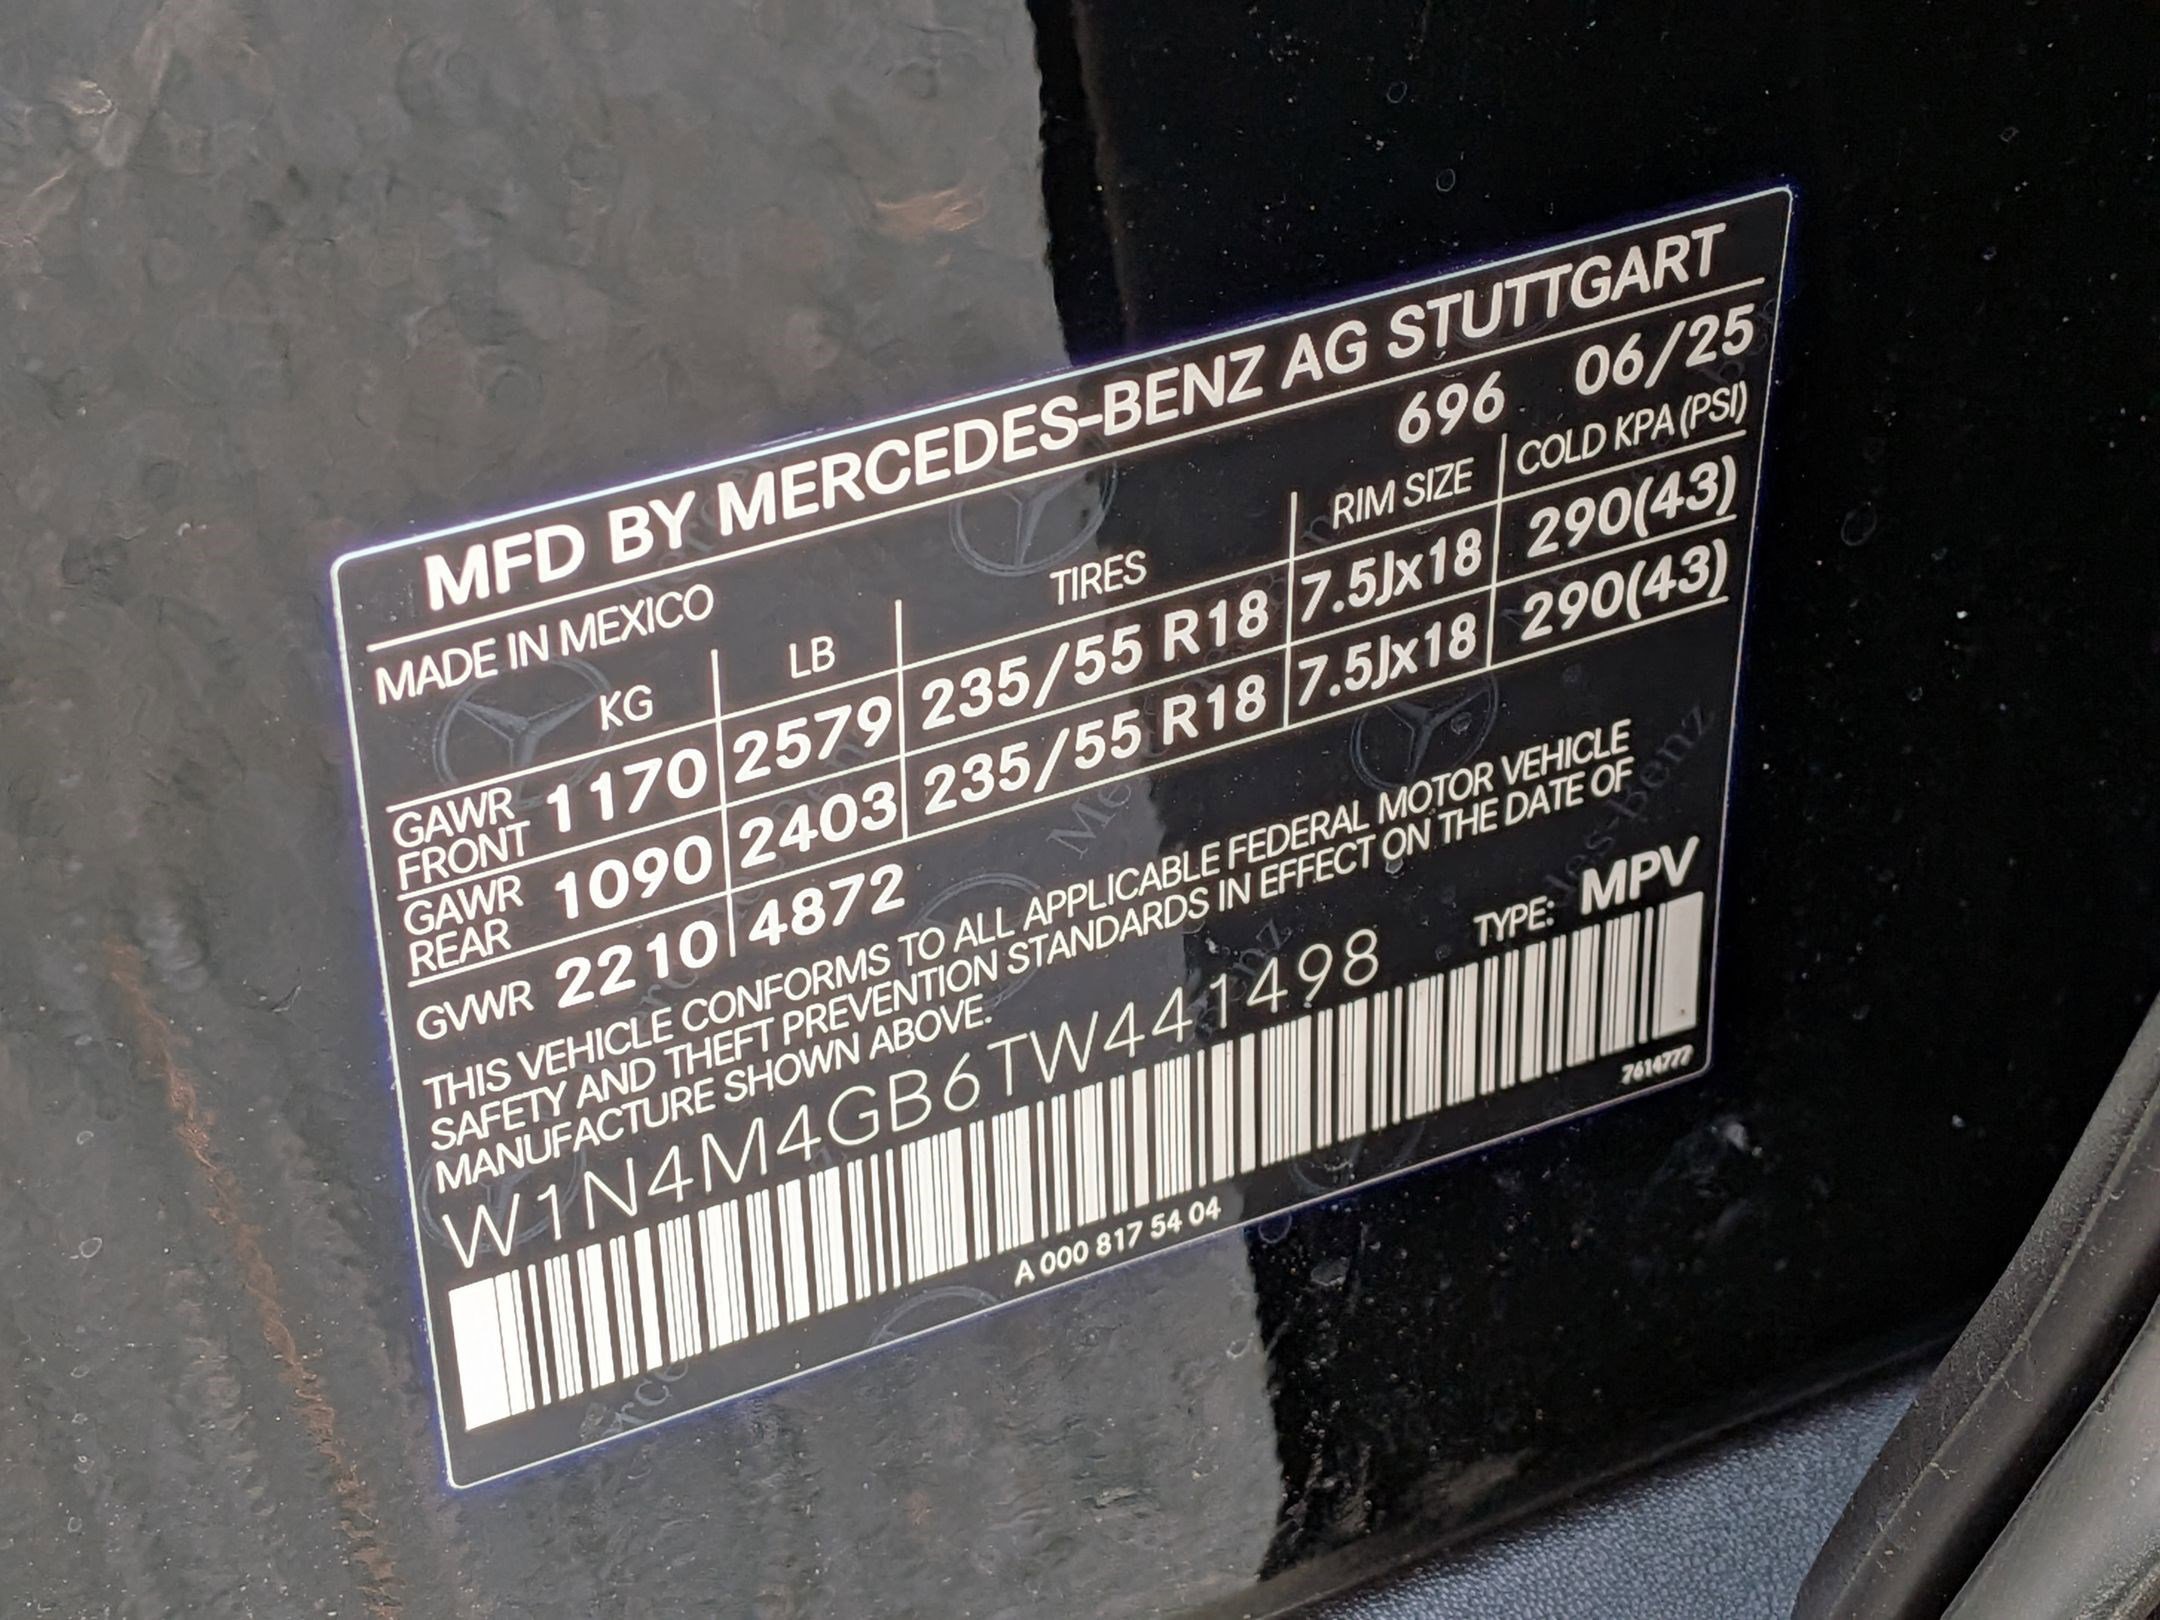 MFD BY MERCEDES-BENZ AG STUTTGART
MADE IN MEXICO 696 06/25
KG LB TIRES RIM SIZE COLD KPA (PSI)
GAWR FRONT 1170 2579 235/55 R18 7.5Jx18 290(43)
GAWR REAR 1090 2403 235/55 R18 7.5Jx18 290(43)
GVWR 2210 4872
THIS VEHICLE CONFORMS TO ALL APPLICABLE FEDERAL MOTOR VEHICLE
SAFETY AND THEFT PREVENTION STANDARDS IN EFFECT ON THE DATE OF
MANUFACTURE SHOWN ABOVE.
W1N4M4GB6TW441498 TYPE: MPV
7614777
A 000 817 54 04